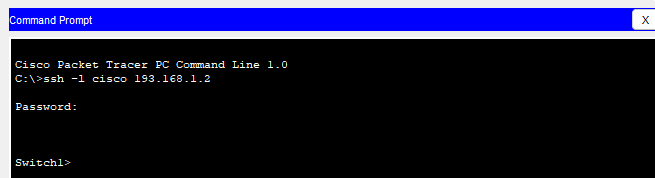 Command Prompt
X
Cisco Packet Tracer PC Command Line 1.0
C:\>ssh -l cisco 193.168.1.2
Password:
Switch1>